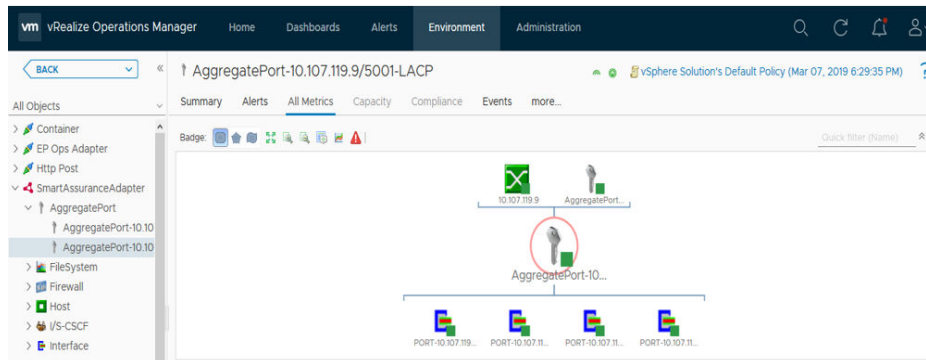 vm vRealize Operations Manager Home Dashboards Alerts Environment Administration
BACK
AggregatePort-10.107.119.9/5001-LACP
vSphere Solution's Default Policy (Mar 07, 2019 6:29:35 PM)
All Objects
Summary Alerts All Metrics Capacity Compliance Events more...
Badge:
Quick filter (Name)
Container
EP Ops Adapter
Http Post
SmartAssuranceAdapter
AggregatePort
AggregatePort-10.10
AggregatePort-10.10
FileSystem
Firewall
Host
I/S-CSCF
Interface
10.107.119.9 AggregatePort...
AggregatePort-10...
PORT-10.107.119... PORT-10.107.11... PORT-10.107.11... PORT-10.107.11...